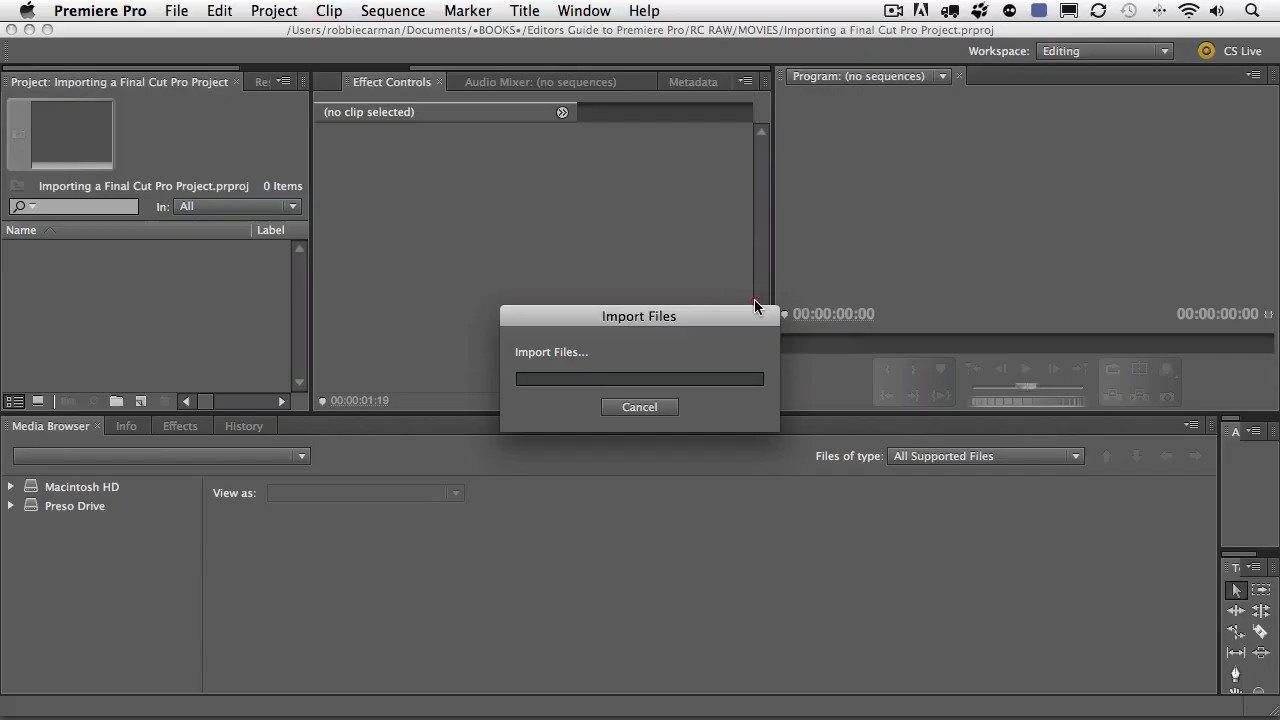 Premiere Pro File Edit Project Clip Sequence Marker Title Window Help
/Users/robbiecarman/Documents/•BOOKS•/Editors Guide to Premiere Pro/RC RAW/MOVIES/Importing a Final Cut Pro Project.prproj
Workspace: Editing CS Live
Project: Importing a Final Cut Pro Project Re: Effect Controls Audio Mixer: (no sequences) Metadata Program: (no sequences)
(no clip selected)
Importing a Final Cut Pro Project.prproj 0 Items
In: All
Name Label
Import Files
00:00:00:00 00:00:00:00
Import Files...
Cancel
00:00:01:19
Media Browser Info Effects History A
Files of type: All Supported Files
Macintosh HD View as:
Preso Drive